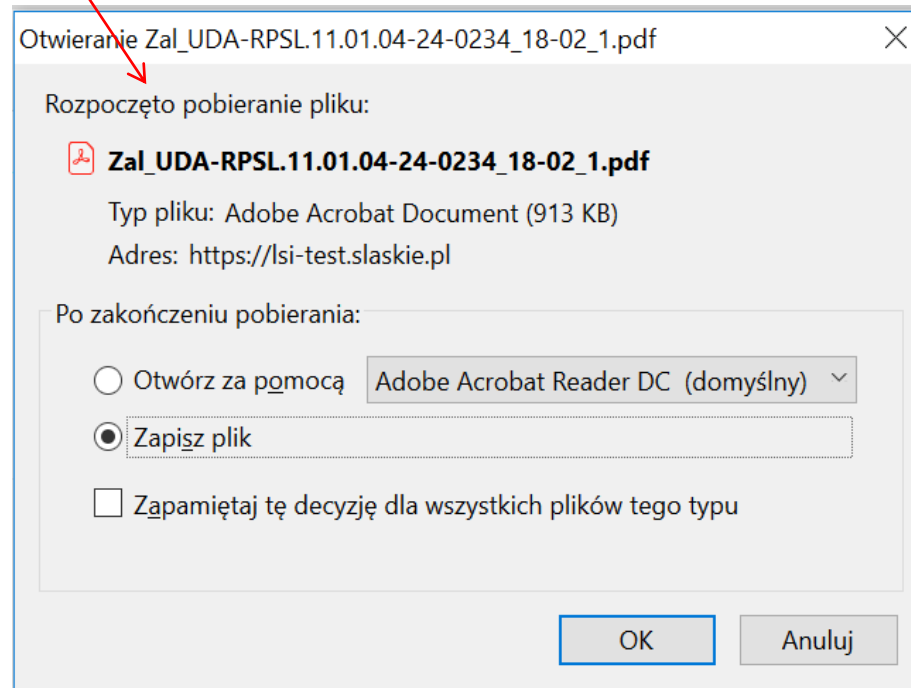 Otwieranie Zal_UDA-RPSL.11.01.04-24-0234_18-02_1.pdf
Rozpoczęto pobieranie pliku:
Zal_UDA-RPSL.11.01.04-24-0234_18-02_1.pdf
Typ pliku: Adobe Acrobat Document (913 KB)
Adres: https://lsi-test.slaskie.pl
Po zakończeniu pobierania:
Otwórz za pomocą Adobe Acrobat Reader DC (domyślny)
Zapisz plik
Zapamiętaj tę decyzję dla wszystkich plików tego typu
OK Anuluj